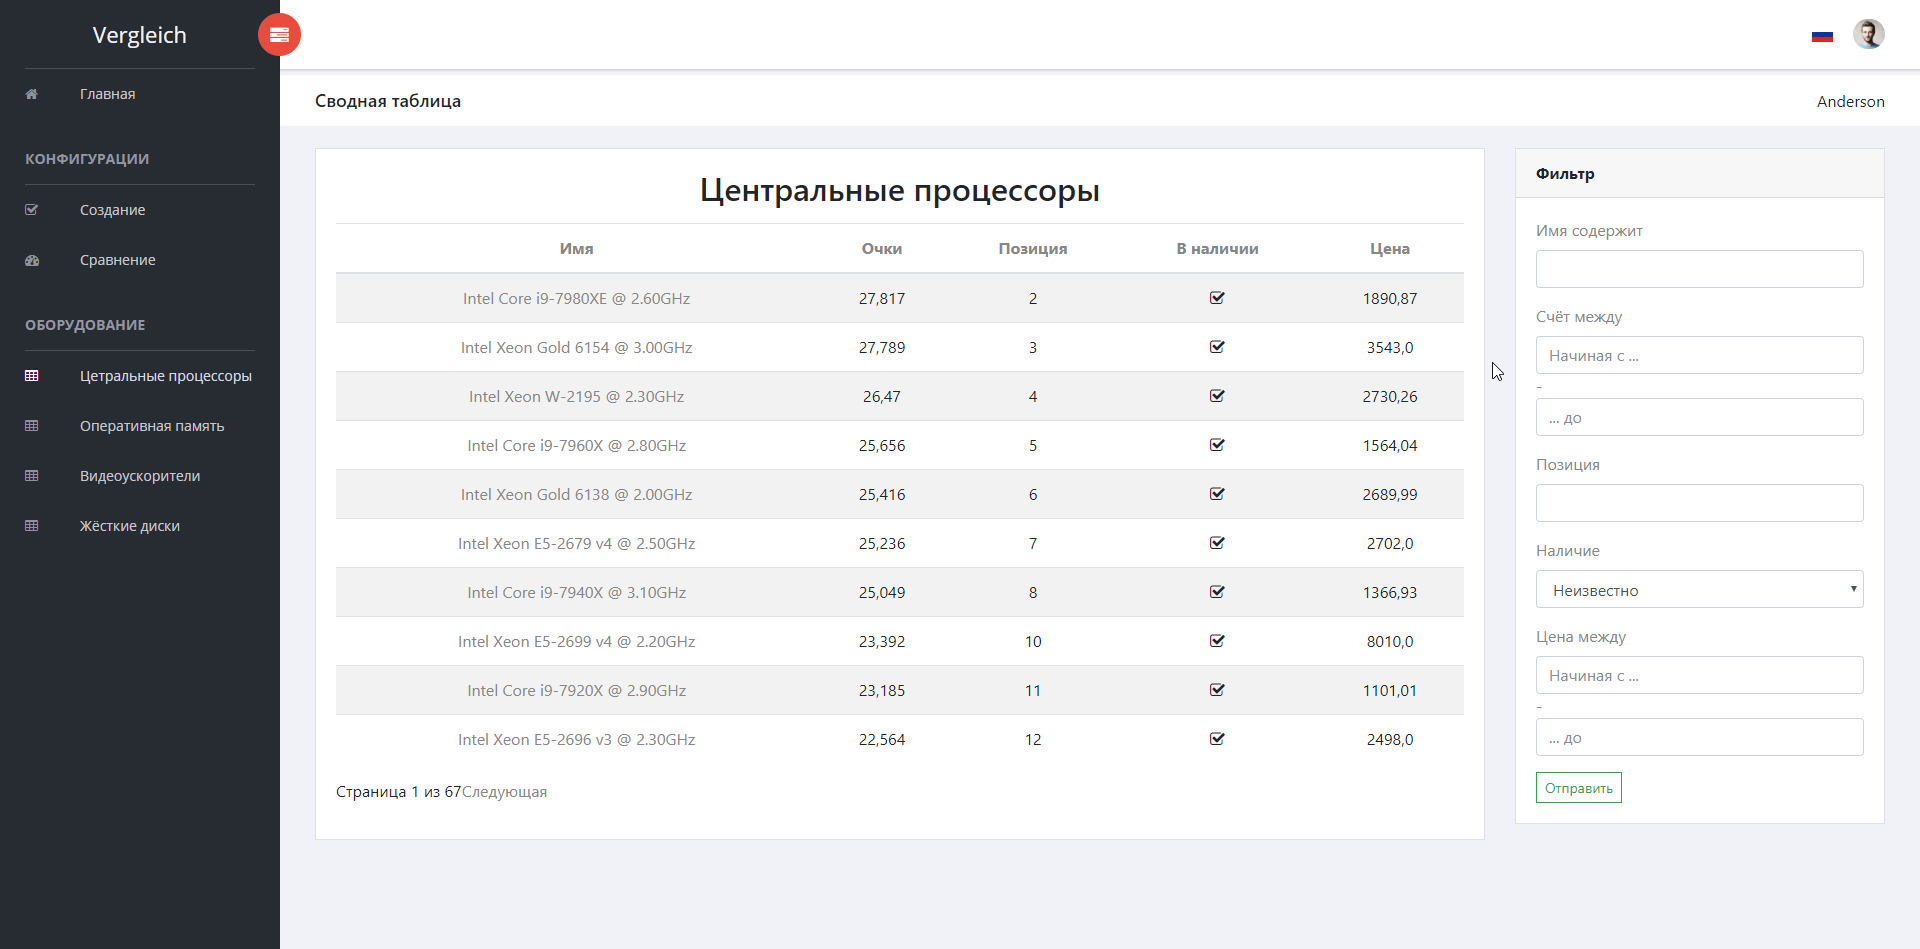 Vergleich
Главная
КОНФИГУРАЦИИ
Создание
Сравнение
ОБОРУДОВАНИЕ
Цетральные процессоры
Оперативная память
Видеоускорители
Жёсткие диски
Сводная таблица
Anderson
Центральные процессоры
Имя Очки Позиция В наличии Цена
Intel Core i9-7980XE @ 2.60GHz 27,817 2 1890,87
Intel Xeon Gold 6154 @ 3.00GHz 27,789 3 3543,0
Intel Xeon W-2195 @ 2.30GHz 26,47 4 2730,26
Intel Core i9-7960X @ 2.80GHz 25,656 5 1564,04
Intel Xeon Gold 6138 @ 2.00GHz 25,416 6 2689,99
Intel Xeon E5-2679 v4 @ 2.50GHz 25,236 7 2702,0
Intel Core i9-7940X @ 3.10GHz 25,049 8 1366,93
Intel Xeon E5-2699 v4 @ 2.20GHz 23,392 10 8010,0
Intel Core i9-7920X @ 2.90GHz 23,185 11 1101,01
Intel Xeon E5-2696 v3 @ 2.30GHz 22,564 12 2498,0
Страница 1 из 67Следующая
Фильтр
Имя содержит
Счёт между
Начиная с ...
-
... до
Позиция
Наличие
Неизвестно
Цена между
Начиная с ...
-
... до
Отправить